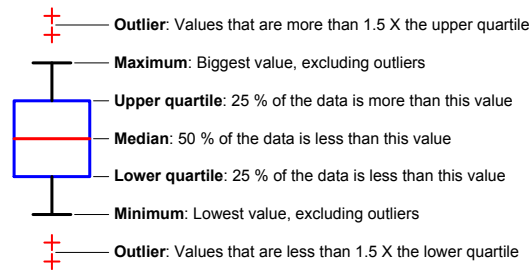 Outlier: Values that are more than 1.5 X the upper quartile
Maximum: Biggest value, excluding outliers
Upper quartile: 25 % of the data is more than this value
Median: 50 % of the data is less than this value
Lower quartile: 25 % of the data is less than this value
Minimum: Lowest value, excluding outliers
Outlier: Values that are less than 1.5 X the lower quartile